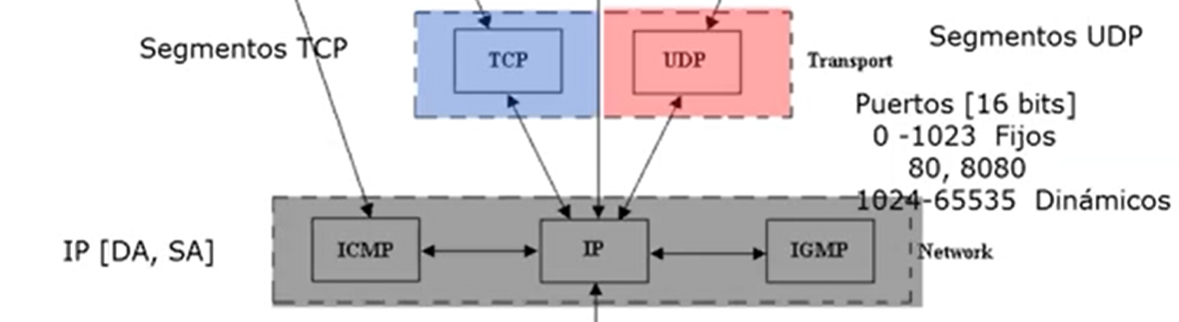 Segmentos TCP
TCP
UDP
Transport
Segmentos UDP
Puertos [16 bits]
0 -1023 Fijos
80, 8080
1024-65535 Dinámicos
IP [DA, SA]
ICMP
IP
IGMP
Network